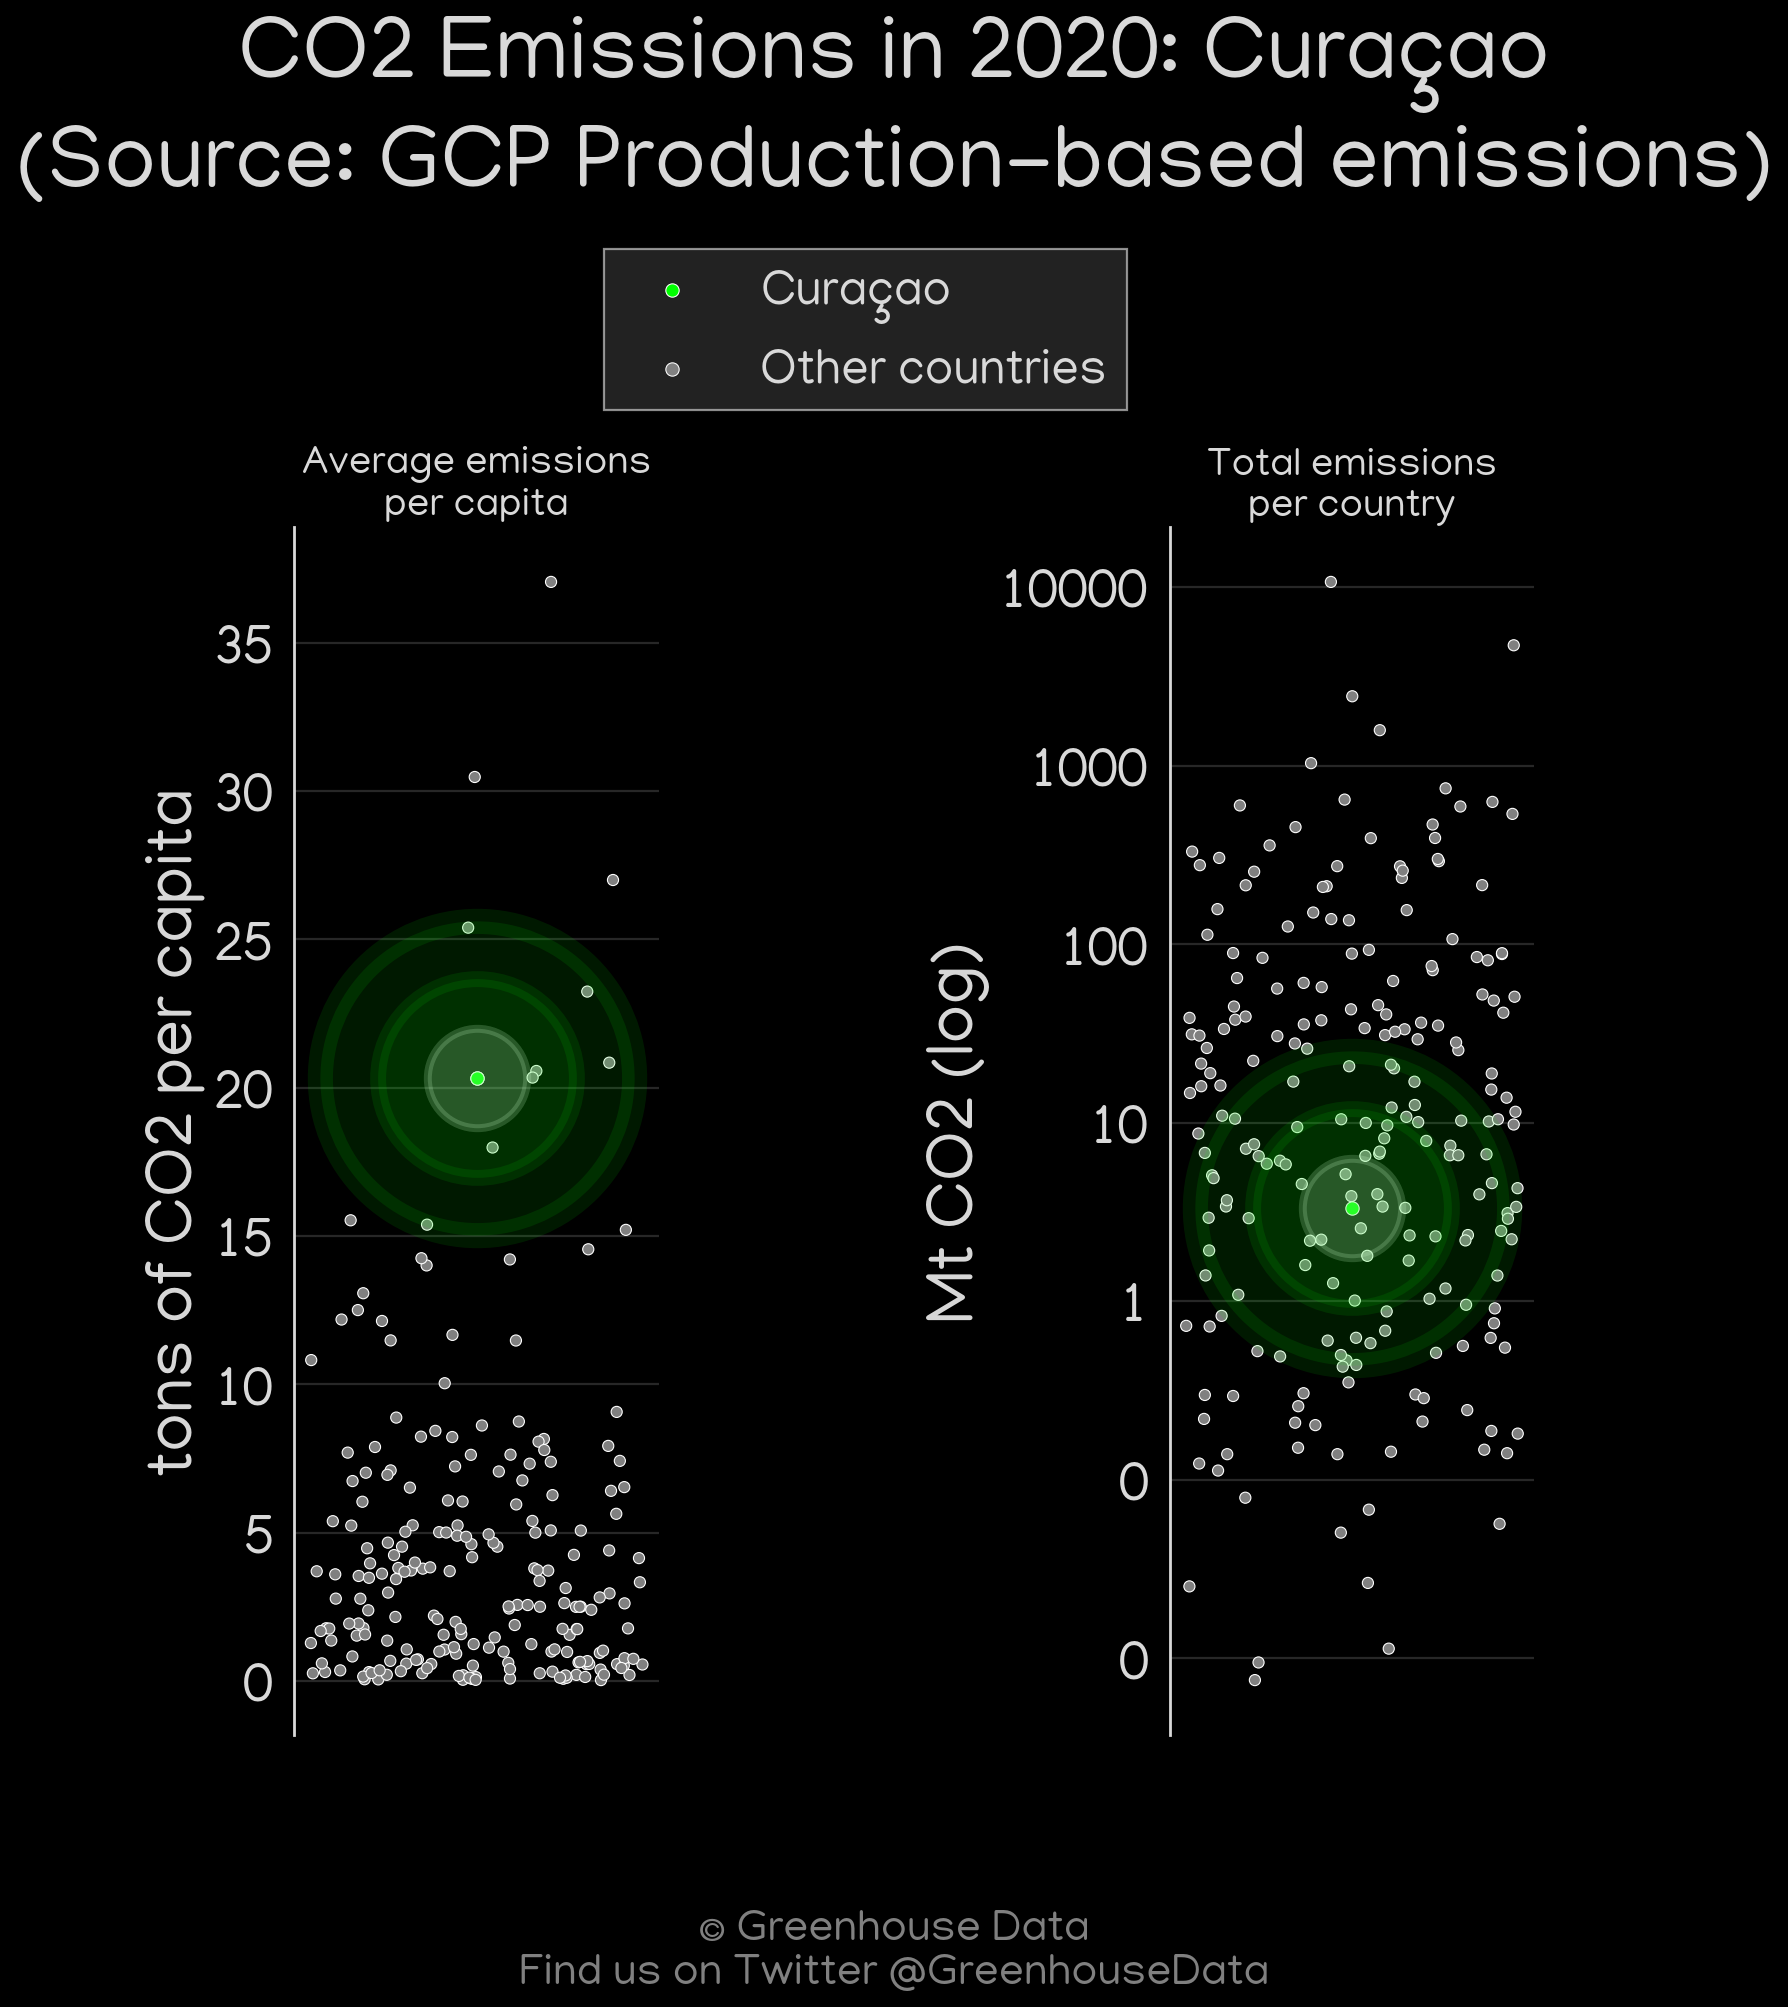 CO2 Emissions in 2020: Curaçao
(Source: GCP Production-based emissions)
Curaçao
Other countries
Average emissions
per capita
tons of CO2 per capita
35
30
25
20
15
10
5
0
Total emissions
per country
Mt CO2 (log)
10000
1000
100
10
1
0
0
© Greenhouse Data
Find us on Twitter @GreenhouseData